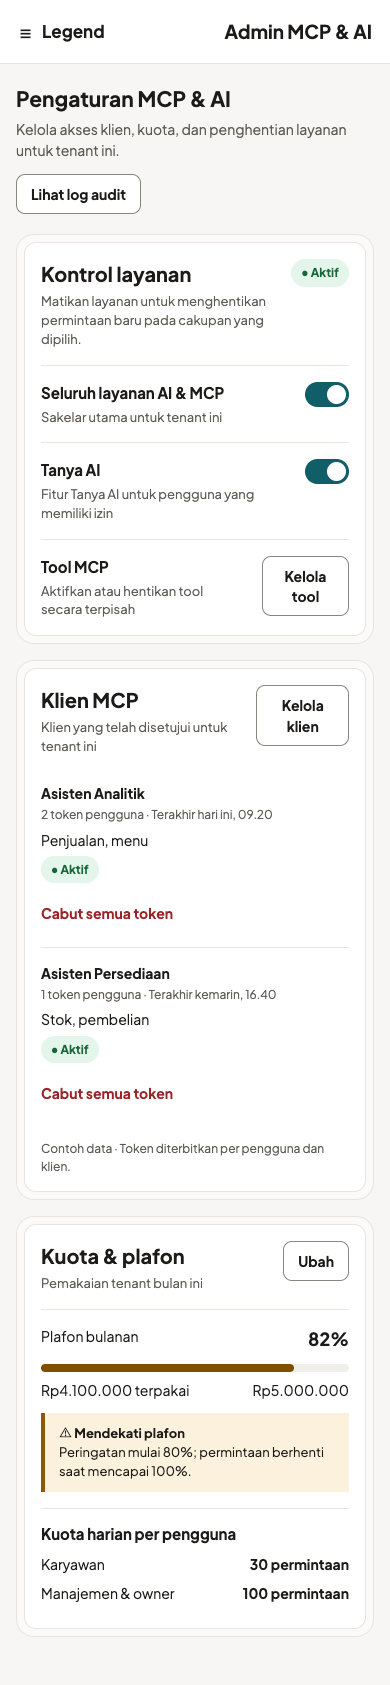 ≡ Legend
Admin MCP & AI
Pengaturan MCP & AI
Kelola akses klien, kuota, dan penghentian layanan
untuk tenant ini.
Lihat log audit
Kontrol layanan
● Aktif
Matikan layanan untuk menghentikan
permintaan baru pada cakupan yang
dipilih.
Seluruh layanan AI & MCP
Sakelar utama untuk tenant ini
Tanya AI
Fitur Tanya AI untuk pengguna yang
memiliki izin
Tool MCP
Aktifkan atau hentikan tool
secara terpisah
Kelola
tool
Klien MCP
Klien yang telah disetujui untuk
tenant ini
Kelola
klien
Asisten Analitik
2 token pengguna · Terakhir hari ini, 09.20
Penjualan, menu
● Aktif
Cabut semua token
Asisten Persediaan
1 token pengguna · Terakhir kemarin, 16.40
Stok, pembelian
● Aktif
Cabut semua token
Contoh data · Token diterbitkan per pengguna dan
klien.
Kuota & plafon
Pemakaian tenant bulan ini
Ubah
Plafon bulanan
82%
Rp4.100.000 terpakai
Rp5.000.000
⚠ Mendekati plafon
Peringatan mulai 80%; permintaan berhenti
saat mencapai 100%.
Kuota harian per pengguna
Karyawan
30 permintaan
Manajemen & owner
100 permintaan